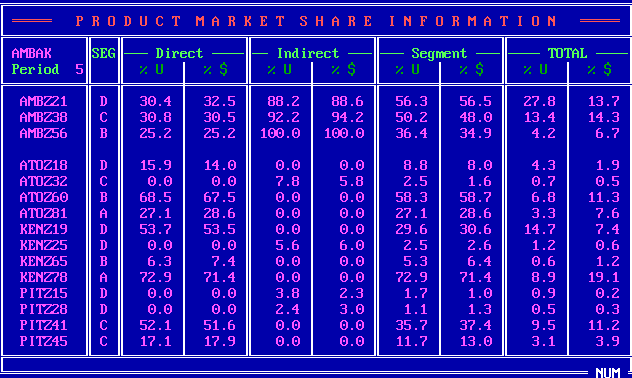 PRODUCT MARKET SHARE INFORMATION
AMBAK SEG Direct Indirect Segment TOTAL
Period 5 % U % $ % U % $ % U % $ % U % $
AMBZ21 D 30.4 32.5 88.2 88.6 56.3 56.5 27.8 13.7
AMBZ38 C 30.8 30.5 92.2 94.2 50.2 48.0 13.4 14.3
AMBZ56 B 25.2 25.2 100.0 100.0 36.4 34.9 4.2 6.7
ATOZ18 D 15.9 14.0 0.0 0.0 8.8 8.0 4.3 1.9
ATOZ32 C 0.0 0.0 7.8 5.8 2.5 1.6 0.7 0.5
ATOZ60 B 68.5 67.5 0.0 0.0 58.3 58.7 6.8 11.3
ATOZ81 A 27.1 28.6 0.0 0.0 27.1 28.6 3.3 7.6
KENZ19 D 53.7 53.5 0.0 0.0 29.6 30.6 14.7 7.4
KENZ25 D 0.0 0.0 5.6 6.0 2.5 2.6 1.2 0.6
KENZ65 B 6.3 7.4 0.0 0.0 5.3 6.4 0.6 1.2
KENZ78 A 72.9 71.4 0.0 0.0 72.9 71.4 8.9 19.1
PITZ15 D 0.0 0.0 3.8 2.3 1.7 1.0 0.9 0.2
PITZ28 D 0.0 0.0 2.4 3.0 1.1 1.3 0.5 0.3
PITZ41 C 52.1 51.6 0.0 0.0 35.7 37.4 9.5 11.2
PITZ45 C 17.1 17.9 0.0 0.0 11.7 13.0 3.1 3.9
NUM